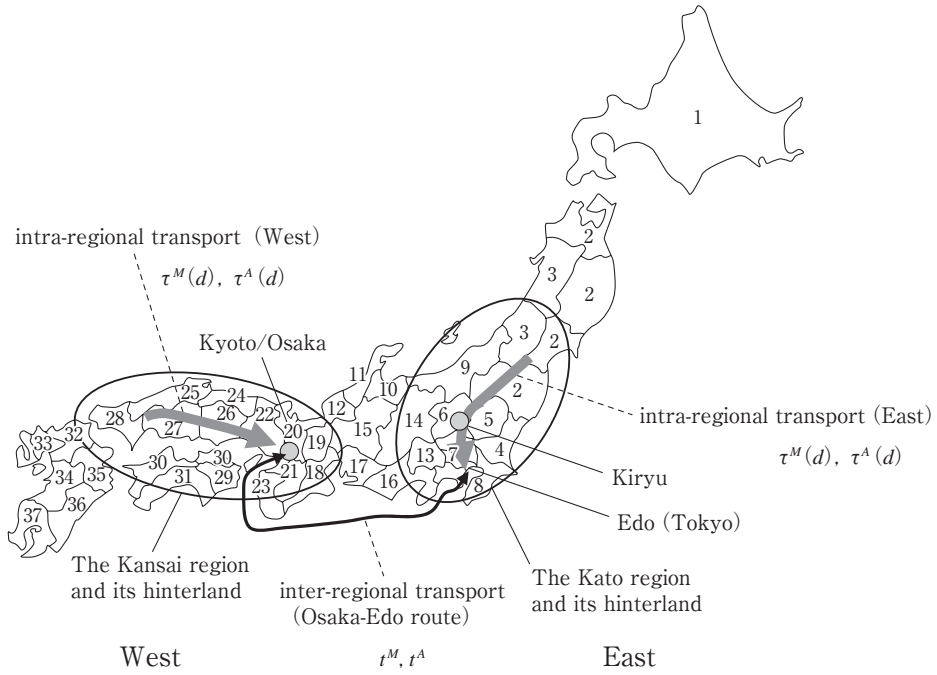 1
intra-regional transport (West)
τ^M(d), τ^A(d)
2
3
2
Kyoto/Osaka
3
2
9
11
10
2
25
24
12
14
6
5
28
26
22
27
20
19
15
intra-regional transport (East)
τ^M(d), τ^A(d)
33
32
13
7
4
30
30
21
18
17
Kiryu
34
35
31
29
23
16
8
36
37
Edo (Tokyo)
The Kansai region
and its hinterland
inter-regional transport
(Osaka-Edo route)
The Kato region
and its hinterland
West
t^M, t^A
East